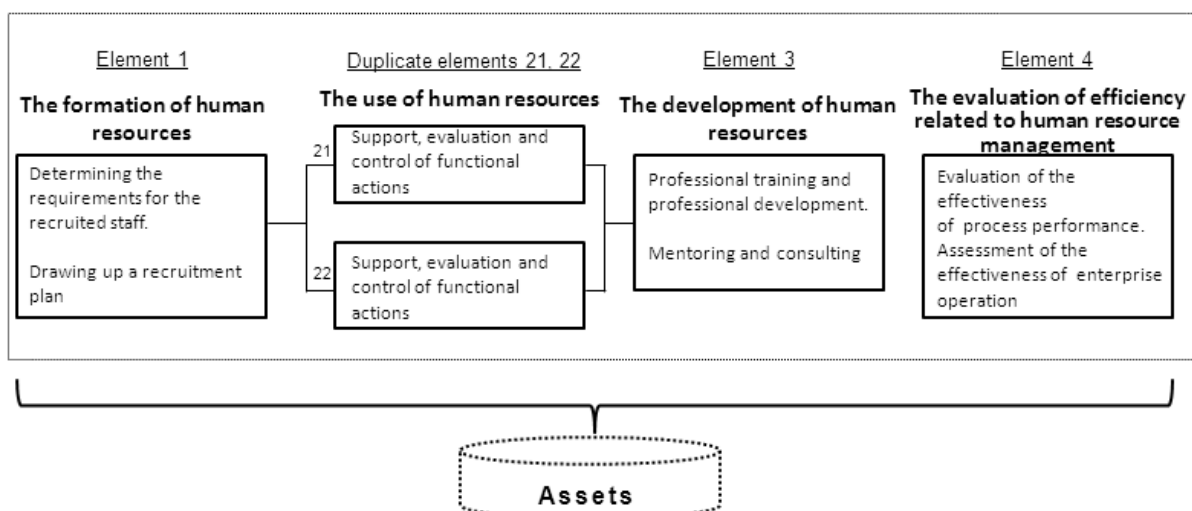 Element 1
The formation of human
resources
Determining the
requirements for the
recruited staff.
Drawing up a recruitment
plan
Duplicate elements 21, 22
The use of human resources
21
Support, evaluation and
control of functional
actions
22
Support, evaluation and
control of functional
actions
Element 3
The development of human
resources
Professional training and
professional development.
Mentoring and consulting
Element 4
The evaluation of efficiency
related to human resource
management
Evaluation of the
effectiveness
of process performance.
Assessment of the
effectiveness of enterprise
operation
Assets